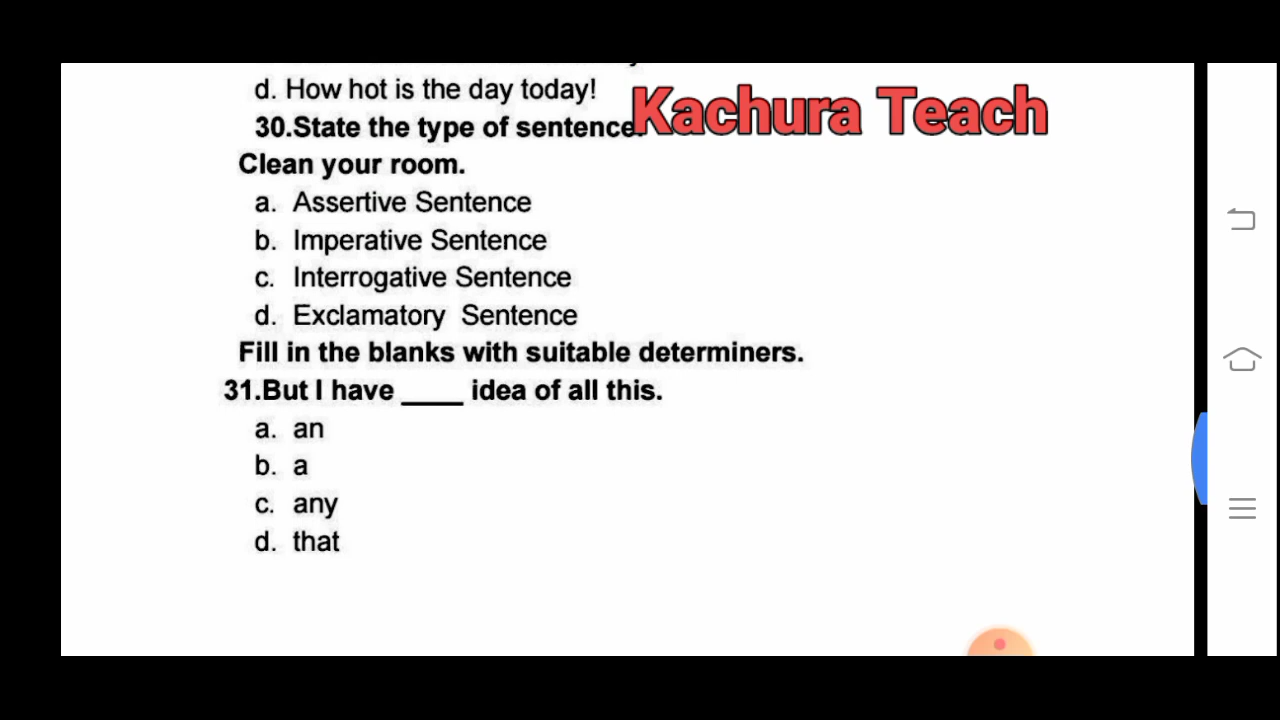 d. How hot is the day today!
Kachura Teach
30.State the type of sentence.
Clean your room.
a. Assertive Sentence
b. Imperative Sentence
c. Interrogative Sentence
d. Exclamatory Sentence
Fill in the blanks with suitable determiners.
31.But I have ____ idea of all this.
a. an
b. a
c. any
d. that